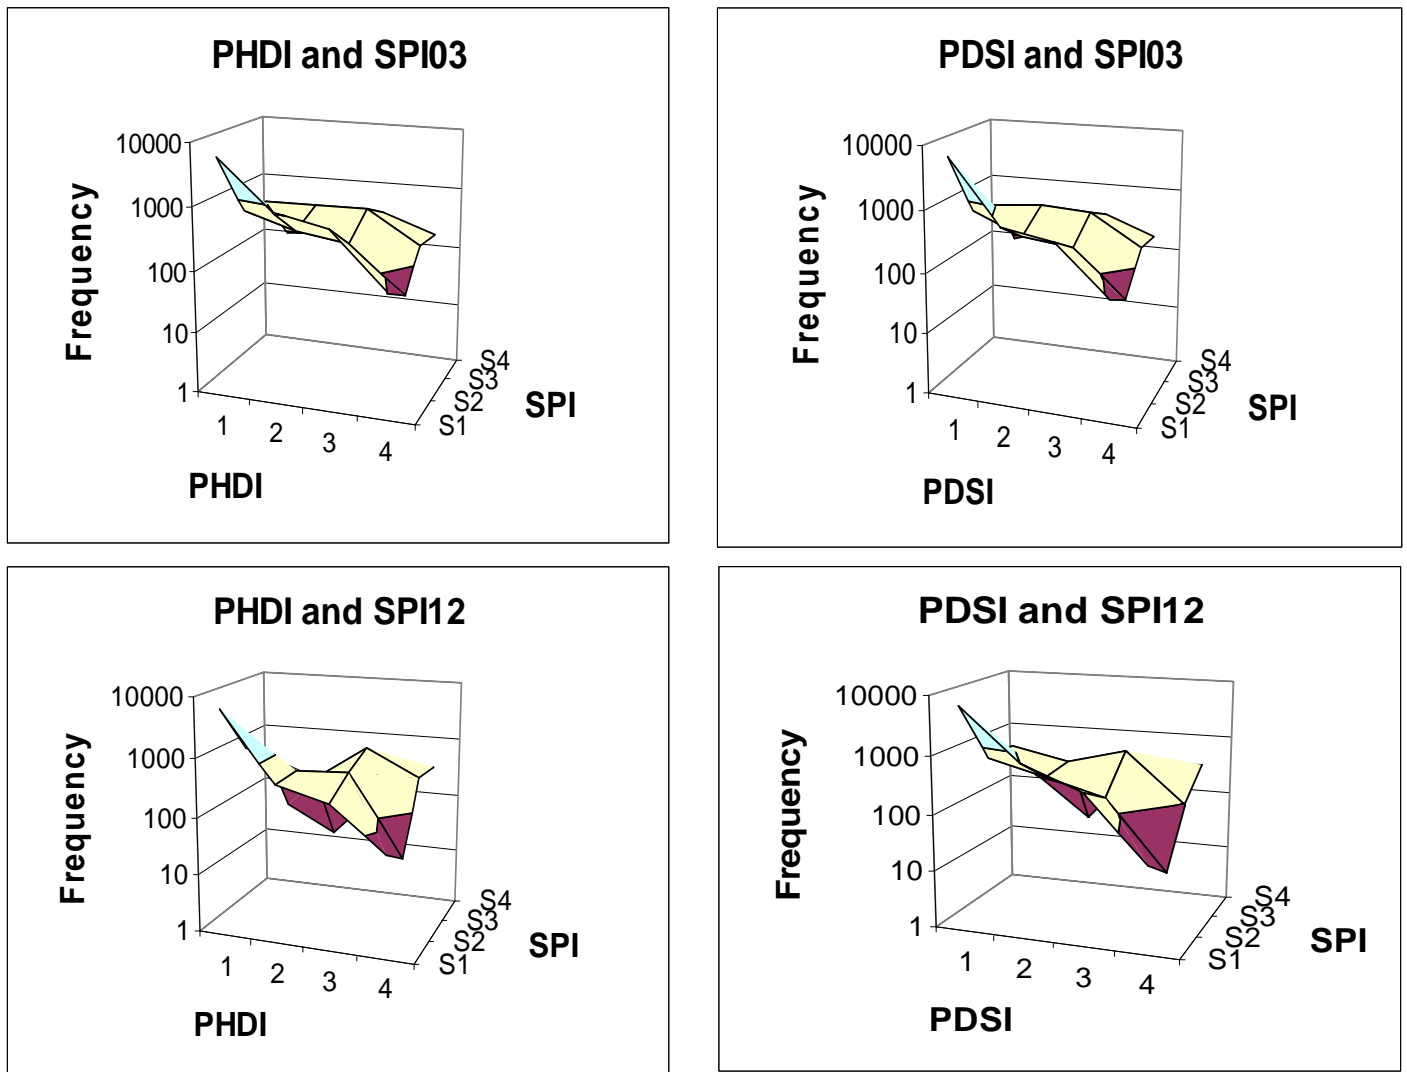 PHDI and SPI03
10000
1000
100
10
1
Frequency
1
2
3
4
PHDI
S1
S2
S3
S4
SPI
PDSI and SPI03
10000
1000
100
10
1
Frequency
1
2
3
4
PDSI
S1
S2
S3
S4
SPI
PHDI and SPI12
10000
1000
100
10
1
Frequency
1
2
3
4
PHDI
S1
S2
S3
S4
SPI
PDSI and SPI12
10000
1000
100
10
1
Frequency
1
2
3
4
PDSI
S1
S2
S3
S4
SPI